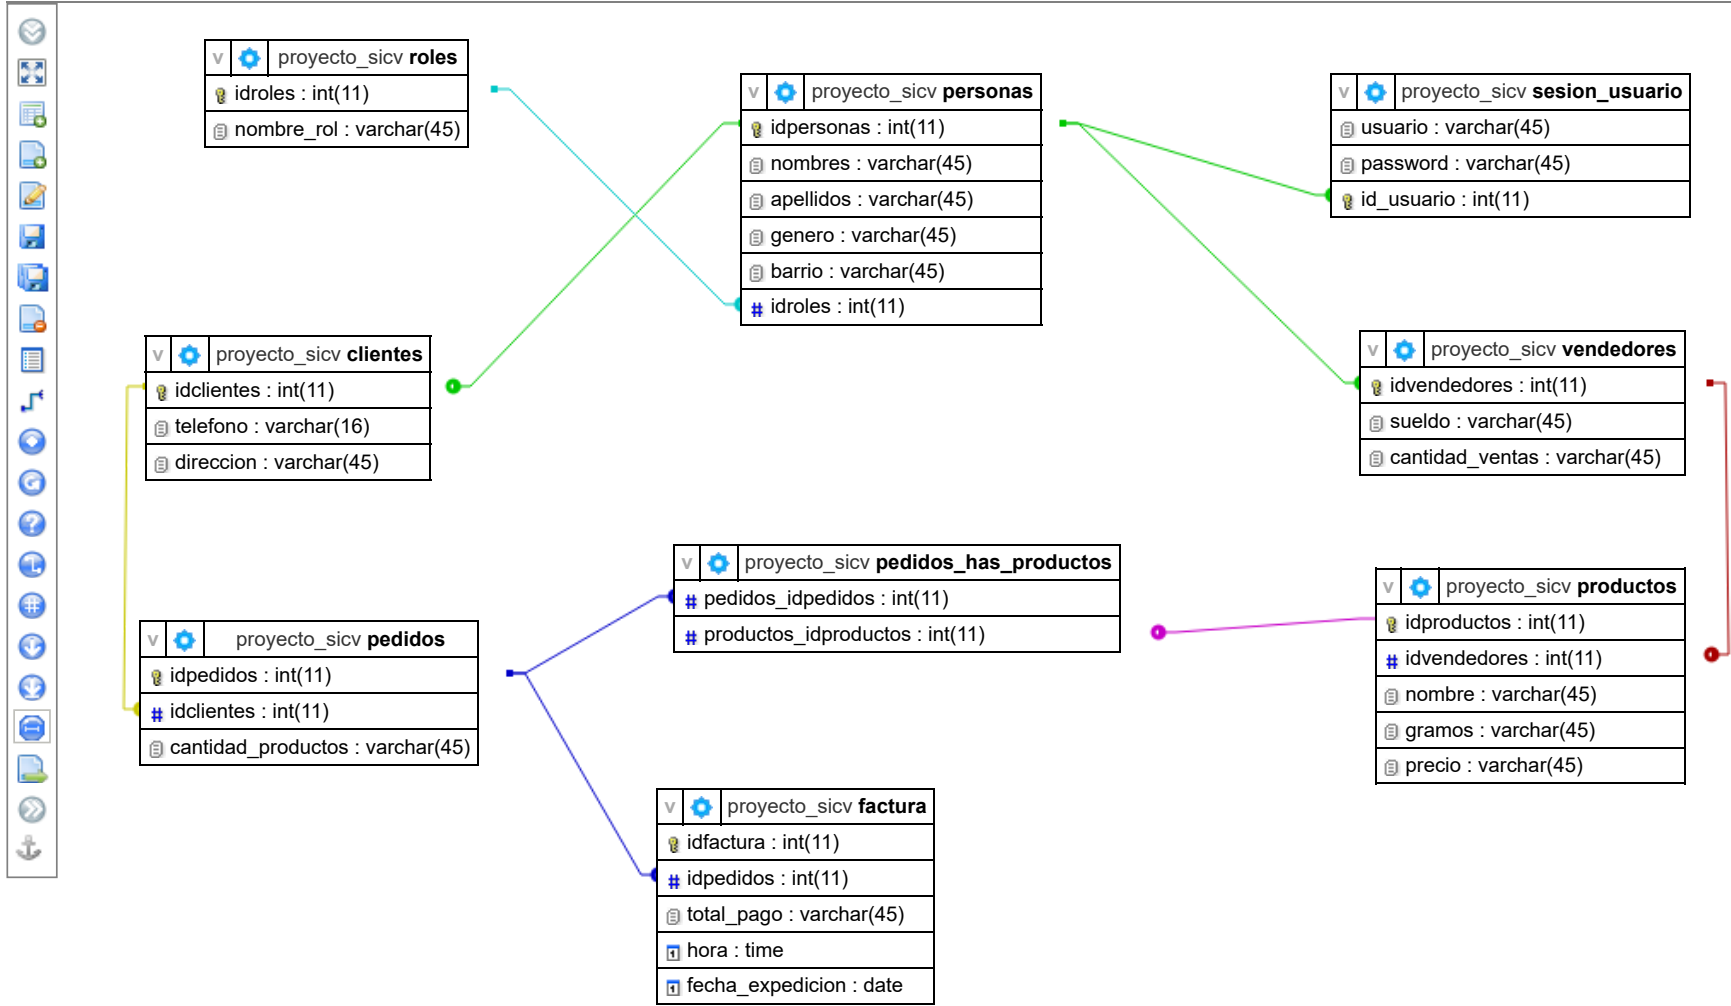 v proyecto_sicv roles
idroles : int(11)
nombre_rol : varchar(45)
v proyecto_sicv personas
idpersonas : int(11)
nombres : varchar(45)
apellidos : varchar(45)
genero : varchar(45)
barrio : varchar(45)
# idroles : int(11)
v proyecto_sicv sesion_usuario
usuario : varchar(45)
password : varchar(45)
id_usuario : int(11)
v proyecto_sicv clientes
idclientes : int(11)
telefono : varchar(16)
direccion : varchar(45)
v proyecto_sicv vendedores
idvendedores : int(11)
sueldo : varchar(45)
cantidad_ventas : varchar(45)
v proyecto_sicv pedidos_has_productos
# pedidos_idpedidos : int(11)
# productos_idproductos : int(11)
v proyecto_sicv productos
idproductos : int(11)
# idvendedores : int(11)
nombre : varchar(45)
gramos : varchar(45)
precio : varchar(45)
v proyecto_sicv pedidos
idpedidos : int(11)
# idclientes : int(11)
cantidad_productos : varchar(45)
v proyecto_sicv factura
idfactura : int(11)
# idpedidos : int(11)
total_pago : varchar(45)
hora : time
fecha_expedicion : date